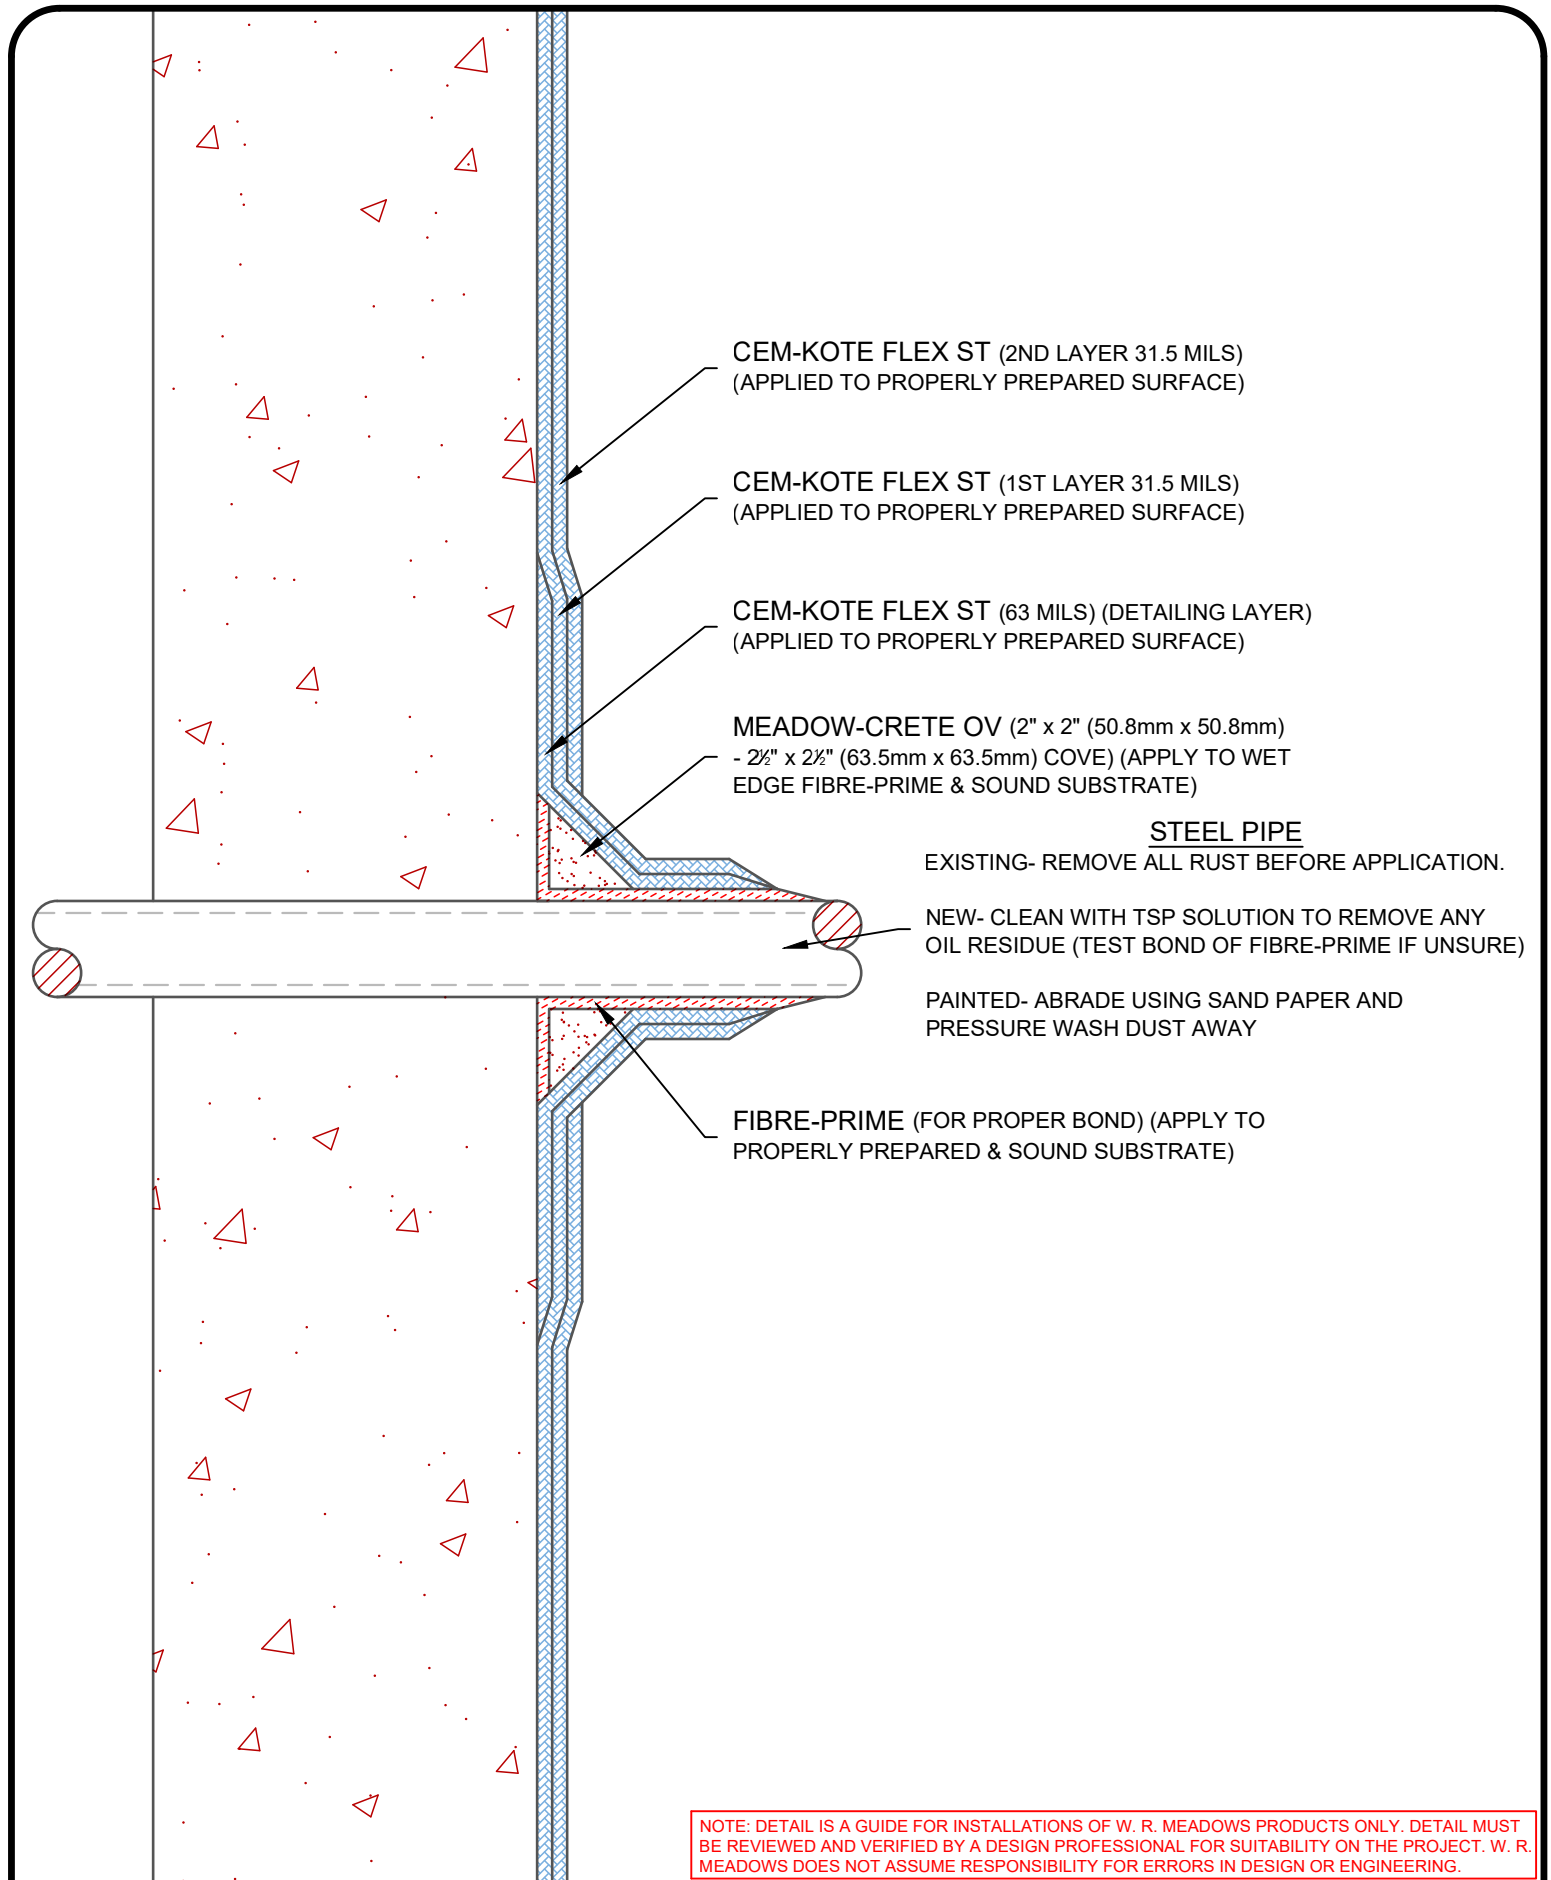 CEM-KOTE FLEX ST (2ND LAYER 31.5 MILS)
(APPLIED TO PROPERLY PREPARED SURFACE)
CEM-KOTE FLEX ST (1ST LAYER 31.5 MILS)
(APPLIED TO PROPERLY PREPARED SURFACE)
CEM-KOTE FLEX ST (63 MILS) (DETAILING LAYER)
(APPLIED TO PROPERLY PREPARED SURFACE)
MEADOW-CRETE OV (2" x 2" (50.8mm x 50.8mm)
- 2½" x 2½" (63.5mm x 63.5mm) COVE) (APPLY TO WET
EDGE FIBRE-PRIME & SOUND SUBSTRATE)
STEEL PIPE
EXISTING- REMOVE ALL RUST BEFORE APPLICATION.
NEW- CLEAN WITH TSP SOLUTION TO REMOVE ANY
OIL RESIDUE (TEST BOND OF FIBRE-PRIME IF UNSURE)
PAINTED- ABRADE USING SAND PAPER AND
PRESSURE WASH DUST AWAY
FIBRE-PRIME (FOR PROPER BOND) (APPLY TO
PROPERLY PREPARED & SOUND SUBSTRATE)
NOTE: DETAIL IS A GUIDE FOR INSTALLATIONS OF W. R. MEADOWS PRODUCTS ONLY. DETAIL MUST
BE REVIEWED AND VERIFIED BY A DESIGN PROFESSIONAL FOR SUITABILITY ON THE PROJECT. W. R.
MEADOWS DOES NOT ASSUME RESPONSIBILITY FOR ERRORS IN DESIGN OR ENGINEERING.